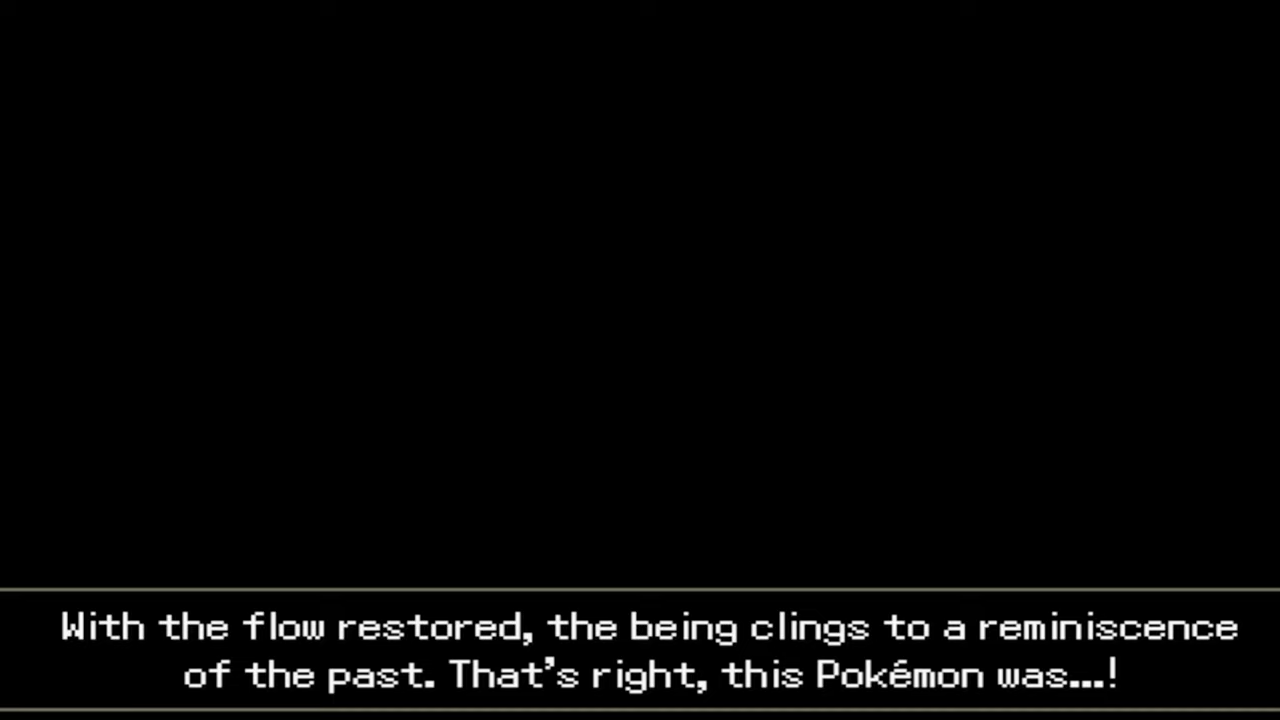 With the flow restored, the being clings to a reminiscence
of the past. That's right, this Pokémon was...!